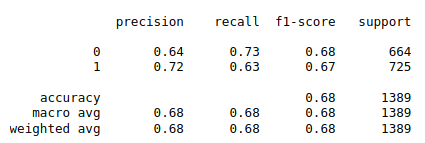 precision recall f1-score support
0 0.64 0.73 0.68 664
1 0.72 0.63 0.67 725
accuracy 0.68 1389
macro avg 0.68 0.68 0.68 1389
weighted avg 0.68 0.68 0.68 1389